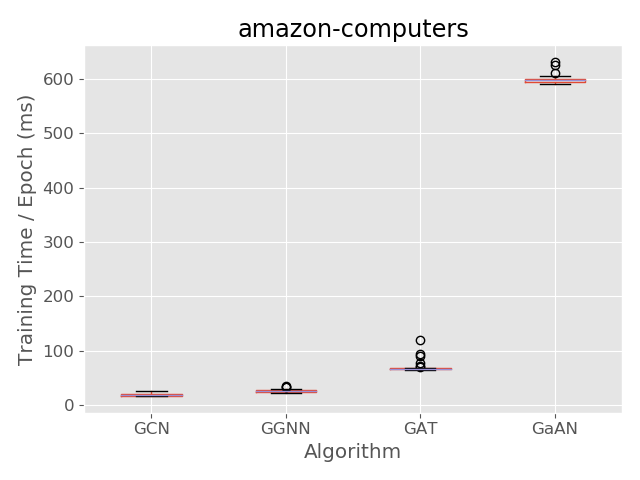 amazon-computers
Training Time / Epoch (ms)
600
500
400
300
200
100
0
GCN GGNN GAT GaAN
Algorithm